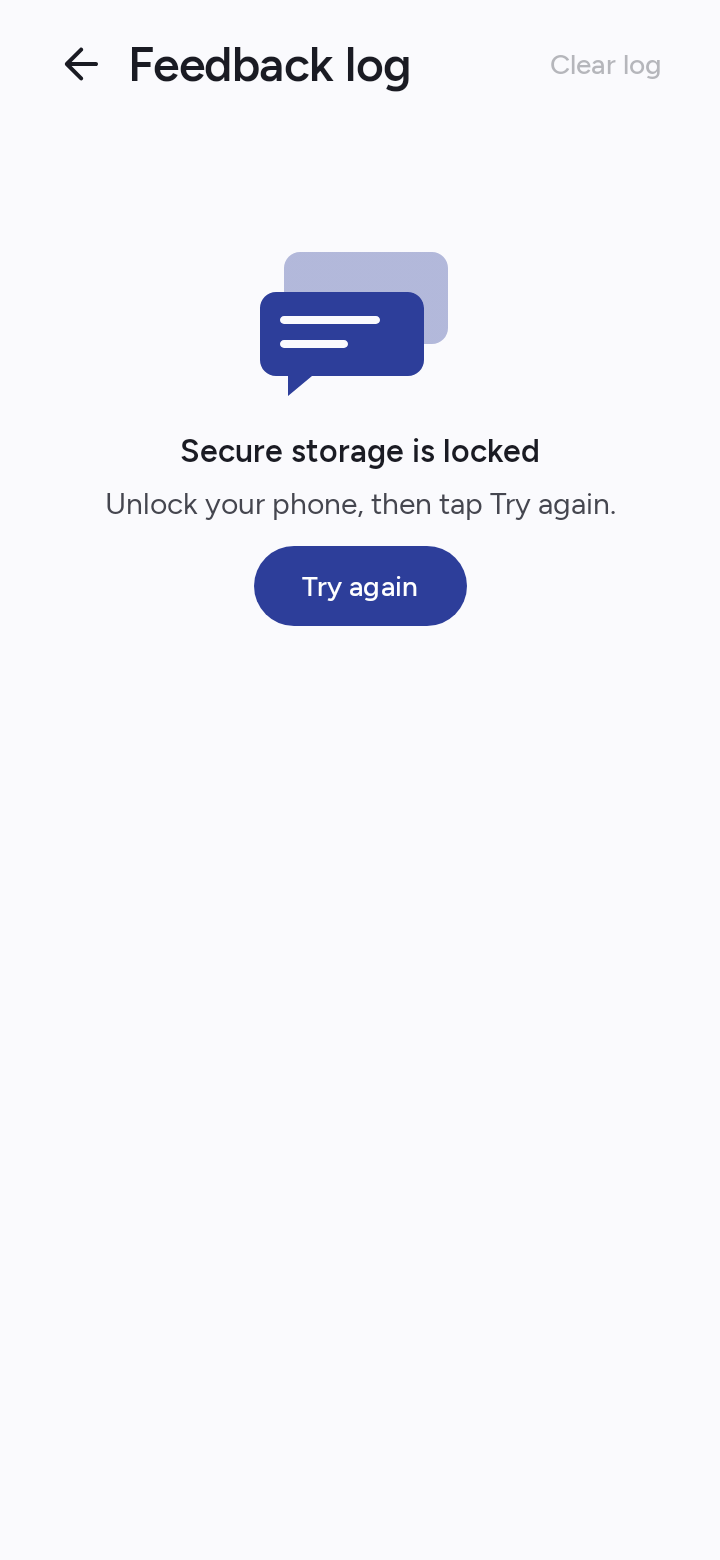 Feedback log
Clear log
Secure storage is locked
Unlock your phone, then tap Try again.
Try again